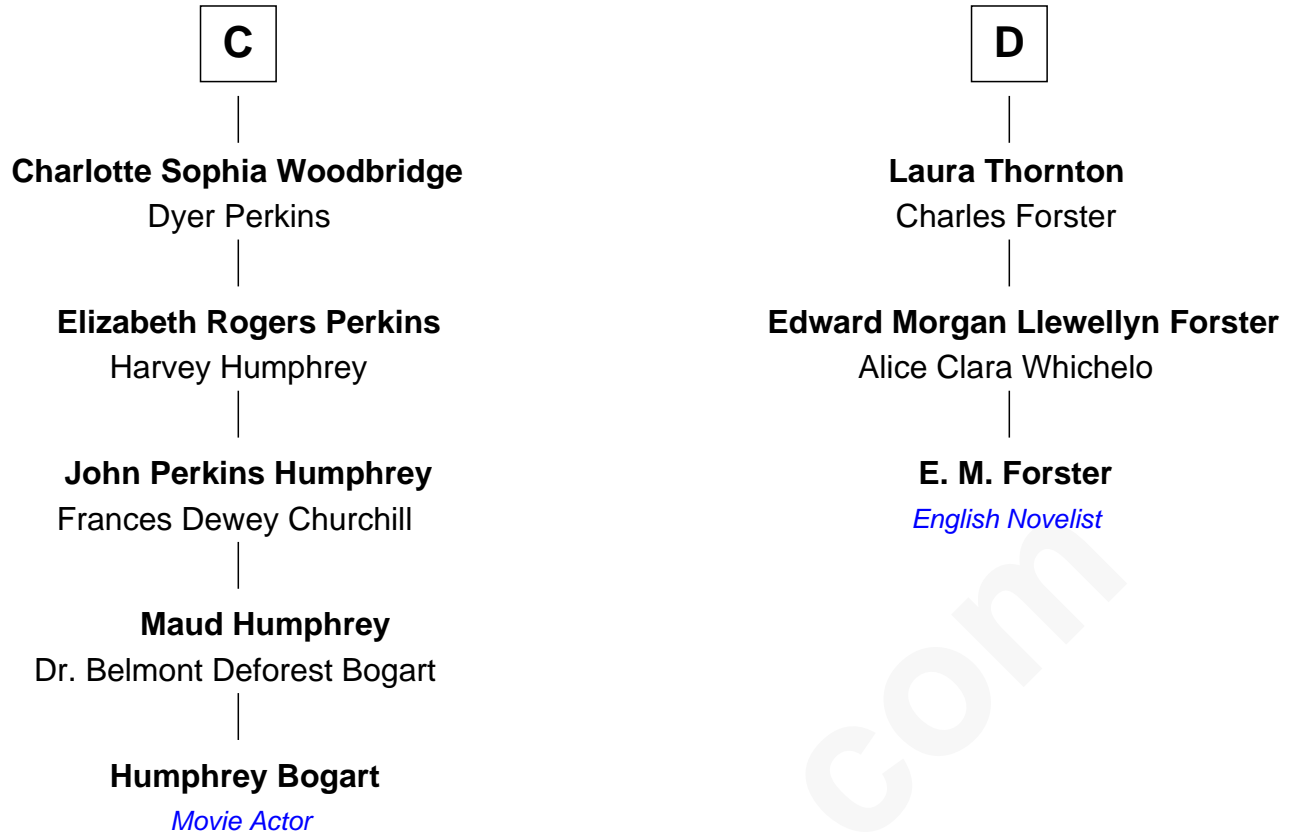 C
Charlotte Sophia Woodbridge
Dyer Perkins
Elizabeth Rogers Perkins
Harvey Humphrey
John Perkins Humphrey
Frances Dewey Churchill
Maud Humphrey
Dr. Belmont Deforest Bogart
Humphrey Bogart
Movie Actor
D
Laura Thornton
Charles Forster
Edward Morgan Llewellyn Forster
Alice Clara Whichelo
E. M. Forster
English Novelist
com